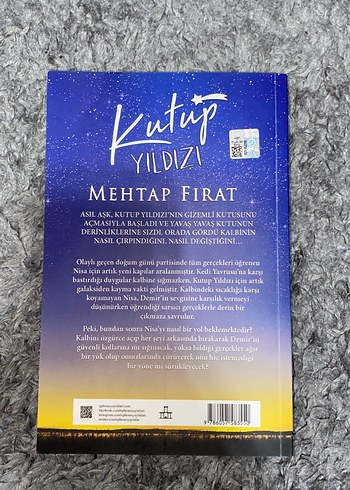 Kutup
YILDIZI
MEHTAP FIRAT
ASIL AŞK, KUTUP YILDIZI'NIN GİZEMLİ KUTUSUNU
AÇMASIYLA BAŞLADI VE YAVAŞ YAVAŞ KUTUNUN
DERİNLİKLERİNE SIZDI. ORADA GÖRDÜ KALBİNİN
NASIL ÇIRPINDIĞINI, NASIL DEĞİŞTİĞİNİ...
Olaylı geçen doğum günü partisinde tüm gerçekleri öğrenen
Nisa için artık yeni kapılar aralanmıştır. Kedi Yavrusu'na karşı
bastırdığı duygular kalbine sığmazken, Kutup Yıldızı için artık
galaksiden kayma vakti gelmiştir. Kalbindeki sıcaklığa karşı
koyamayan Nisa, Demir'in sevgisine karşılık vermeyi
düşünürken öğrendiği sarsıcı gerçeklerle derin bir
çıkmaza savrulur.
Peki, bundan sonra Nisa'yı nasıl bir yol beklemektedir?
Kalbini özgürce açıp her şeyi arkasında bırakarak Demir'in
güvenli kollarına mı sığınacak, yoksa bildiği gerçekler ağır
bir yük olup omuzlarında çürüyerek onu hiç istemediği
bir yöne mi sürükleyecek?
9 786057 583550